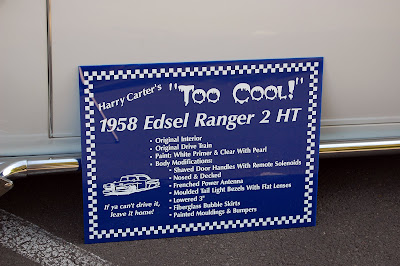 Harry Carter's "Too Cool!"
1958 Edsel Ranger 2 HT
• Original Interior
• Original Drive Train
• Paint: White Primer & Clear With Pearl
• Body Modifications:
• Shaved Door Handles With Remote Solenoids
• Nosed & Decked
• Frenched Power Antenna
• Moulded Tail Light Bezels With Flat Lenses
• Lowered 3"
• Fiberglass Bubble Skirts
• Painted Mouldings & Bumpers
If ya can't drive it,
leave it home!